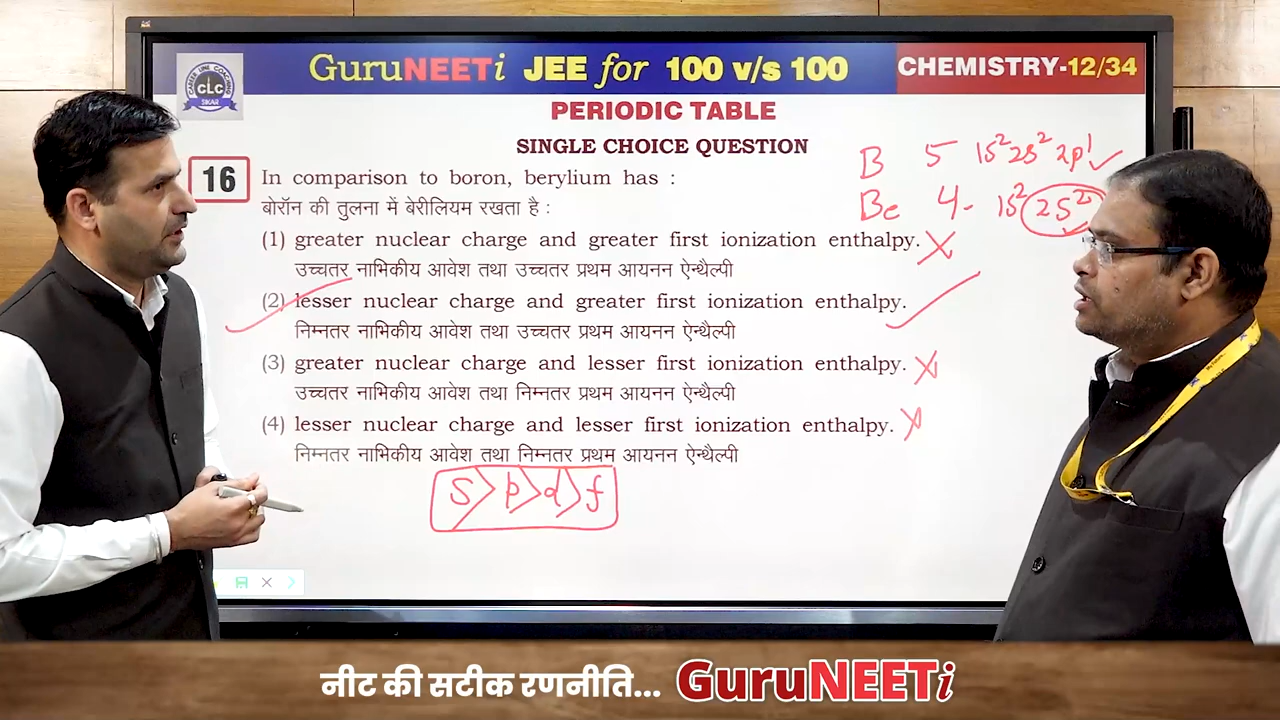 GuruNEETi JEE for 100 v/s 100
CHEMISTRY-12/34
CAREER LINE COACHING
CLC
SIKAR
PERIODIC TABLE
SINGLE CHOICE QUESTION
B 5 1s² 2s² 2p¹
Be 4- 1s² 2s²
16 In comparison to boron, berylium has :
बोरॉन की तुलना में बेरीलियम रखता है :
(1) greater nuclear charge and greater first ionization enthalpy.
उच्चतर नाभिकीय आवेश तथा उच्चतर प्रथम आयनन ऐन्थैल्पी
(2) lesser nuclear charge and greater first ionization enthalpy.
निम्नतर नाभिकीय आवेश तथा उच्चतर प्रथम आयनन ऐन्थैल्पी
(3) greater nuclear charge and lesser first ionization enthalpy.
उच्चतर नाभिकीय आवेश तथा निम्नतर प्रथम आयनन ऐन्थैल्पी
(4) lesser nuclear charge and lesser first ionization enthalpy.
निम्नतर नाभिकीय आवेश तथा निम्नतर प्रथम आयनन ऐन्थैल्पी
S>p>d>f
नीट की सटीक रणनीति... GuruNEETi